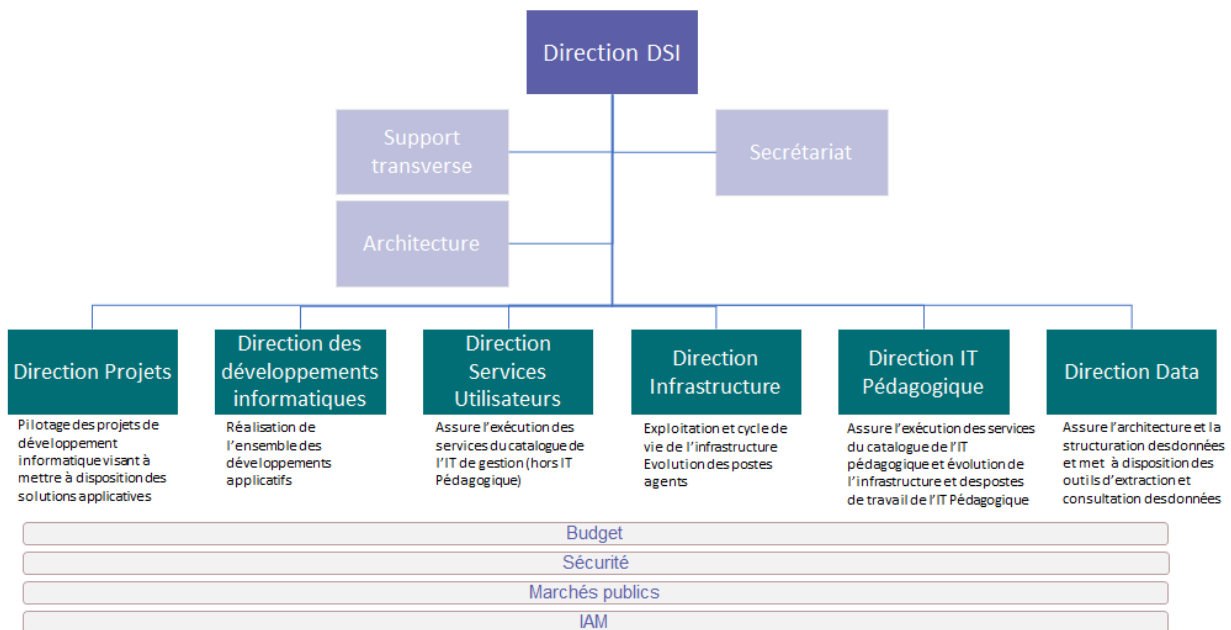 Direction DSI
Support
transverse
Secrétariat
Architecture
Direction Projets
Direction des
développements
informatiques
Direction
Services
Utilisateurs
Direction
Infrastructure
Direction IT
Pédagogique
Direction Data
Pilotage des projets de
développement
informatique visant à
mettre à disposition des
solutions applicatives
Réalisation de
l'ensemble des
développements
applicatifs
Assure l'exécution des
services du catalogue de
l'IT de gestion (hors IT
Pédagogique)
Exploitation et cycle de
vie de l'infrastructure
Evolution des postes
agents
Assure l'exécution des services
du catalogue de l'IT
pédagogique et évolution de
l'infrastructure et des postes
de travail de l'IT Pédagogique
Assure l'architecture et la
structuration des données
et met à disposition des
outils d'extraction et
consultation des données
Budget
Sécurité
Marchés publics
IAM